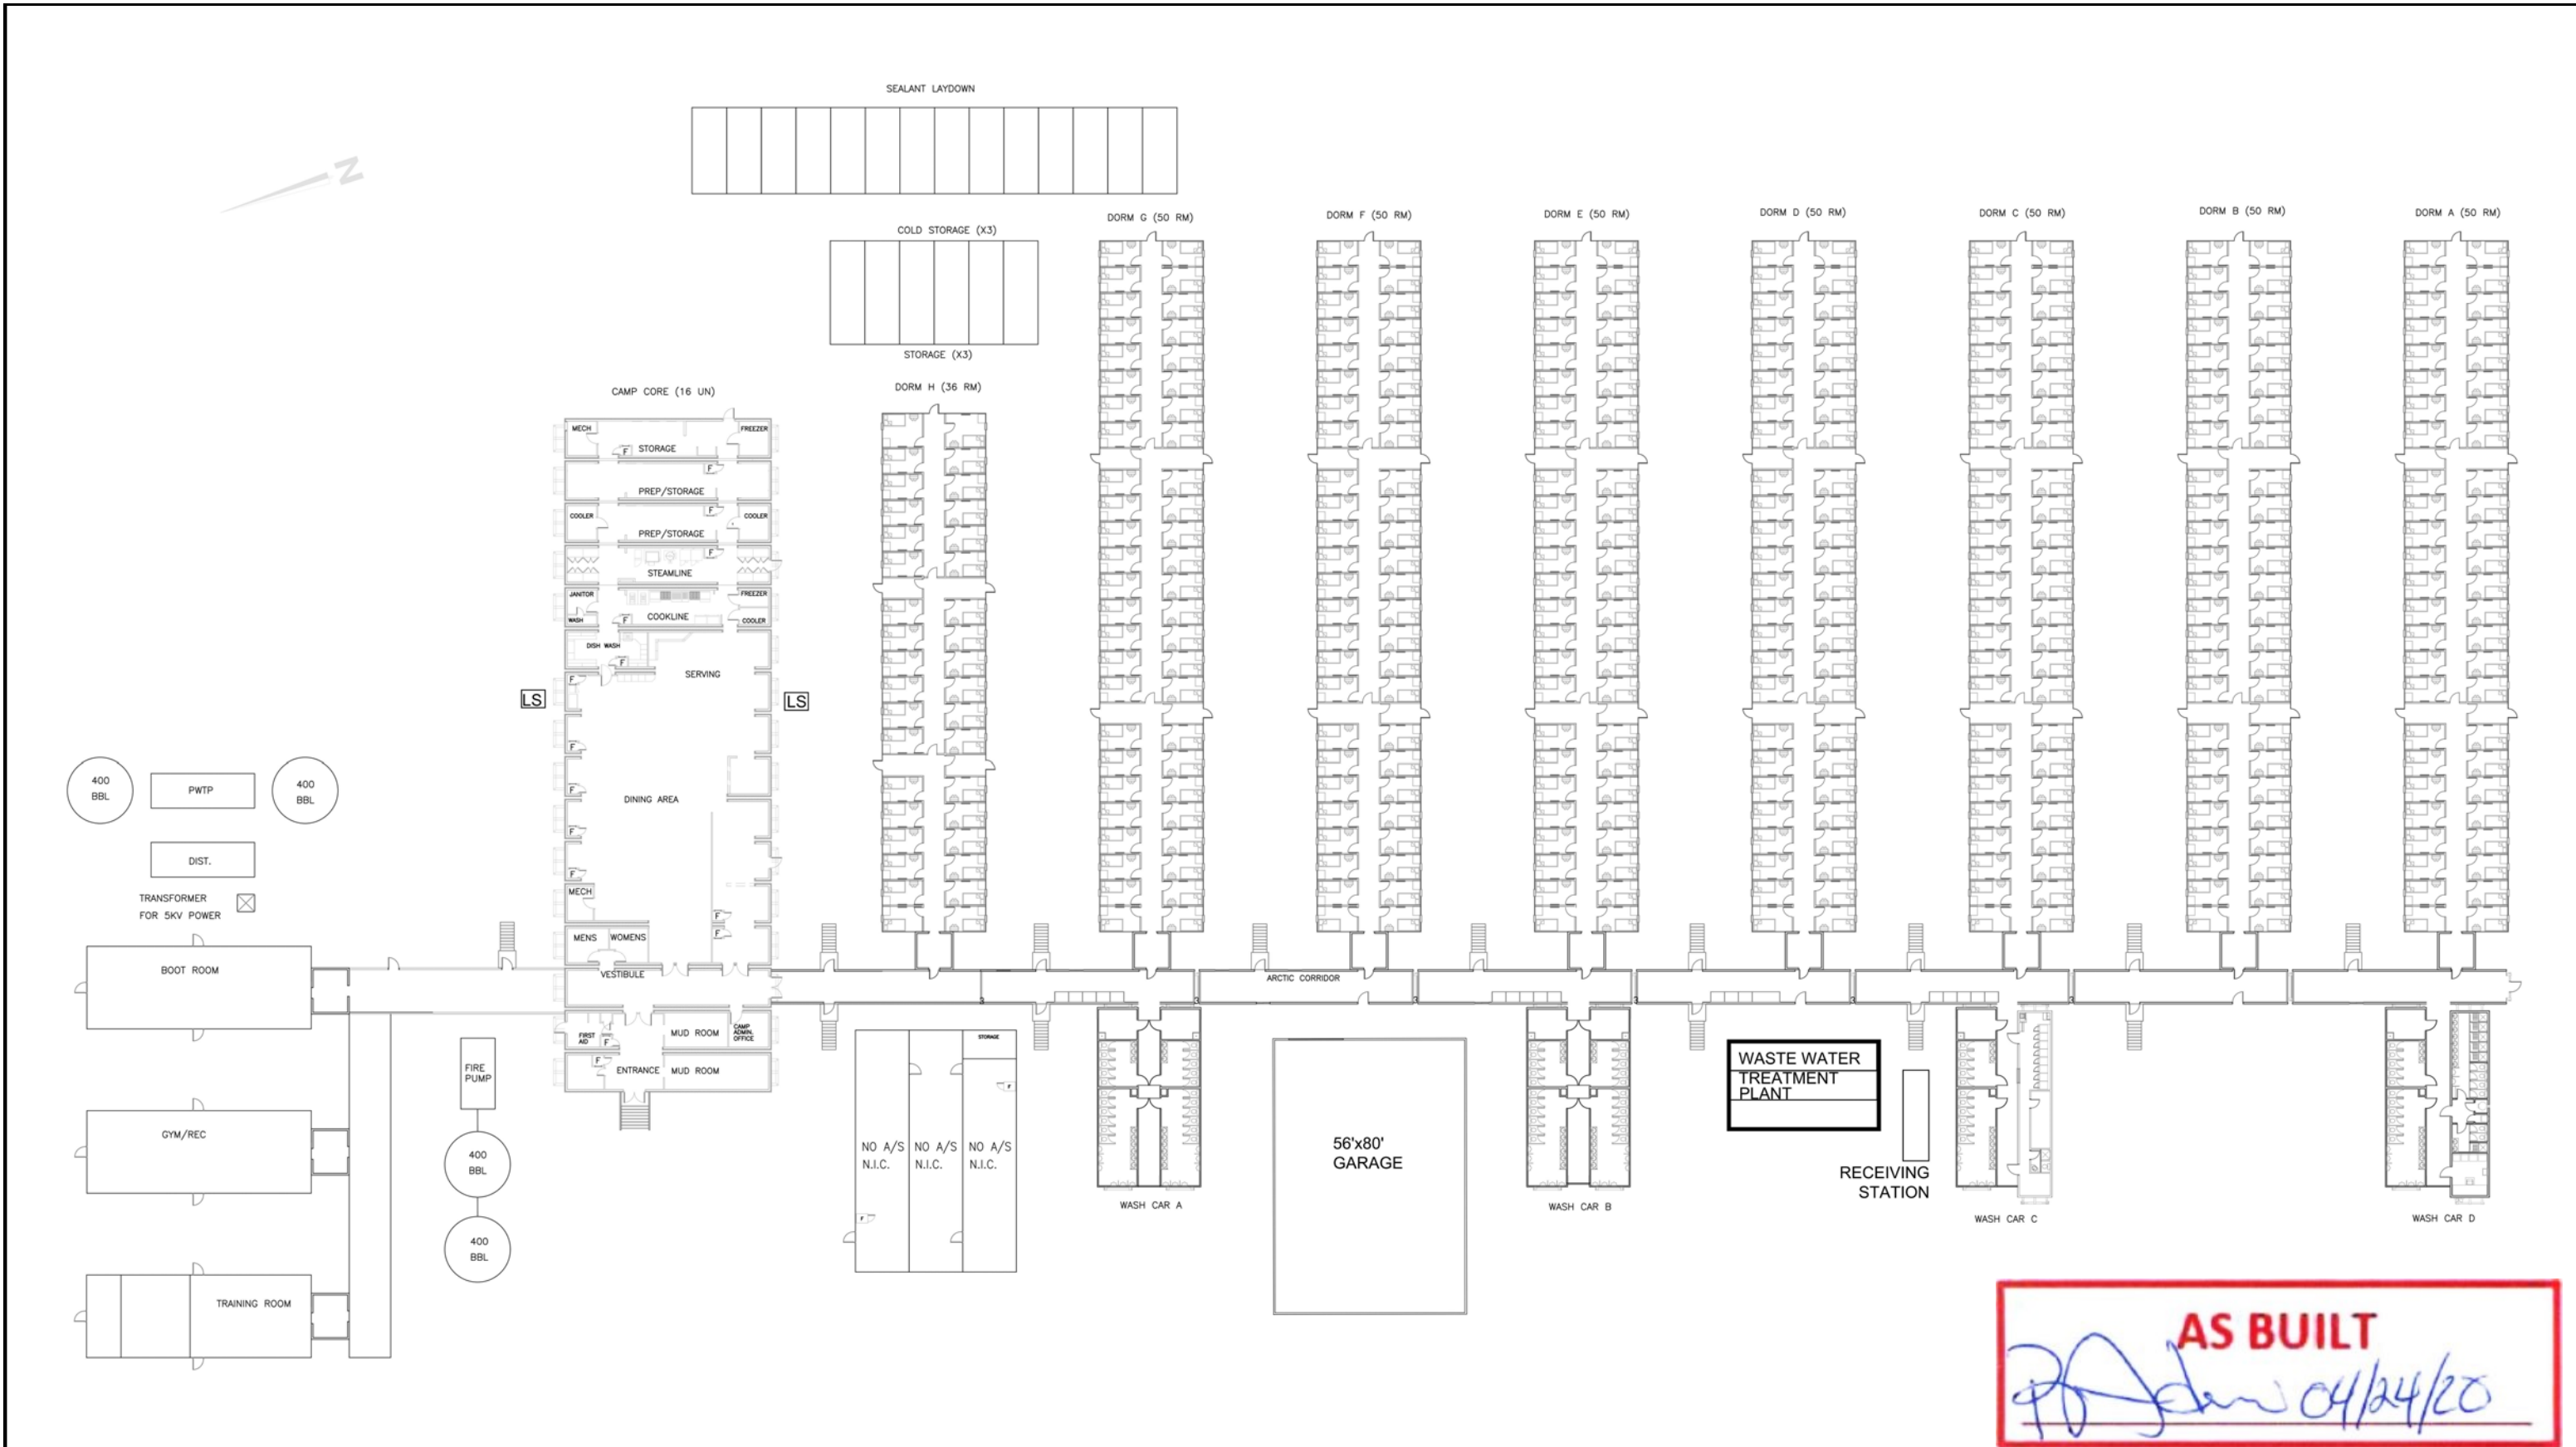 SEALANT LAYDOWN
N
COLD STORAGE (X3)
STORAGE (X3)
DORM G (50 RM)
DORM F (50 RM)
DORM E (50 RM)
DORM D (50 RM)
DORM C (50 RM)
DORM B (50 RM)
DORM A (50 RM)
DORM H (36 RM)
CAMP CORE (16 UN)
MECH
FREEZER
F
STORAGE
F
PREP/STORAGE
COOLER
F
COOLER
PREP/STORAGE
F
STEAMLINE
JANITOR
FREEZER
WASH
F
COOKLINE
COOLER
DISH WASH
F
SERVING
F
LS
LS
F
F
DINING AREA
F
F
MECH
F
F
MENS
WOMENS
VESTIBULE
FIRST
AID
F
MUD ROOM
CAMP
ADMIN.
OFFICE
F
ENTRANCE
MUD ROOM
400
BBL
PWTP
400
BBL
DIST.
TRANSFORMER
FOR 5KV POWER
BOOT ROOM
FIRE
PUMP
GYM/REC
400
BBL
400
BBL
TRAINING ROOM
ARCTIC CORRIDOR
STORAGE
F
NO A/S
N.I.C.
NO A/S
N.I.C.
NO A/S
N.I.C.
F
WASH CAR A
56'x80'
GARAGE
WASH CAR B
WASTE WATER
TREATMENT
PLANT
RECEIVING
STATION
WASH CAR C
WASH CAR D
AS BUILT
04/24/20